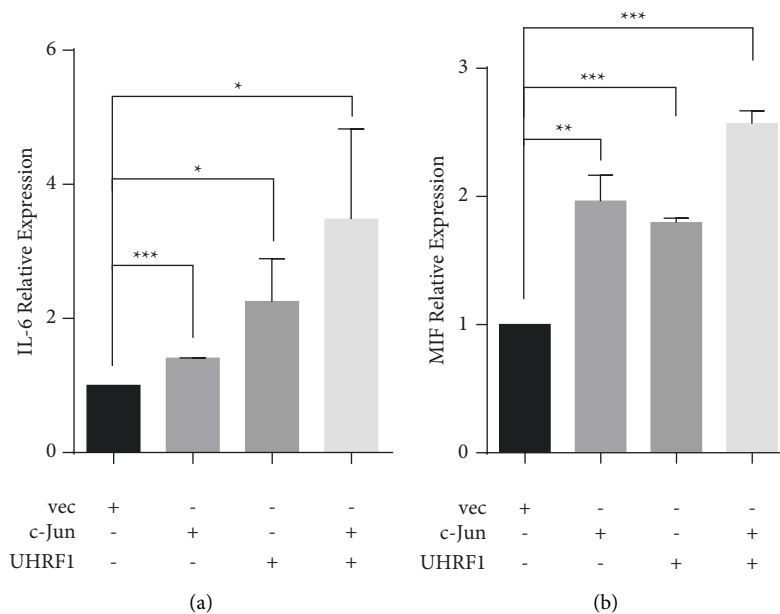 6
4
2
0
IL-6 Relative Expression
***
*
*
vec + - - -
c-Jun - + - +
UHRF1 - - + +
(a)
3
2
1
0
MIF Relative Expression
***
***
**
vec + - - -
c-Jun - + - +
UHRF1 - - + +
(b)